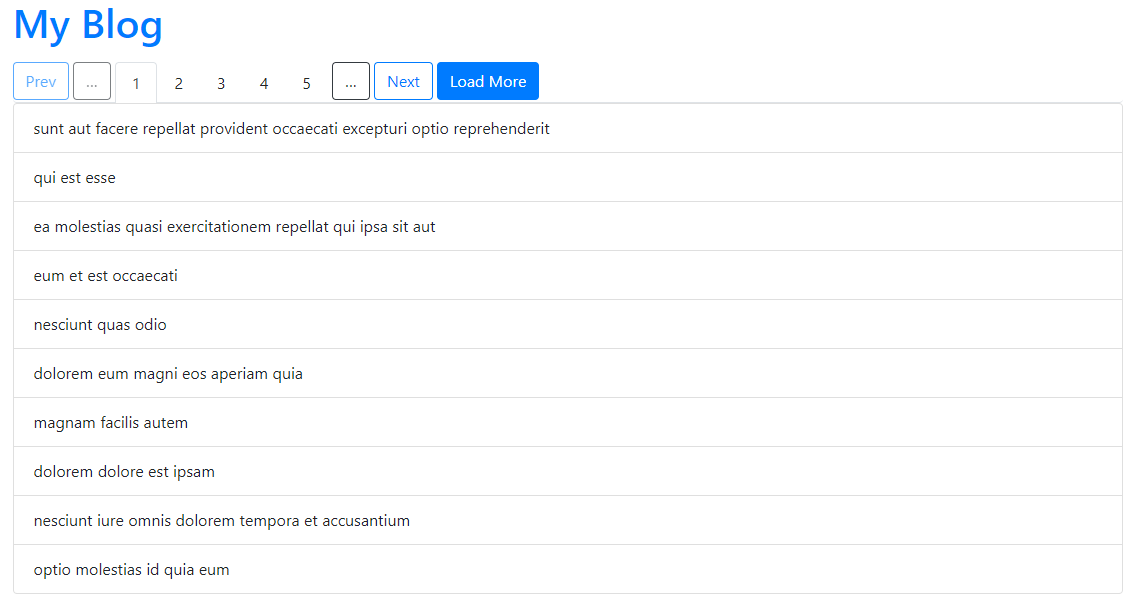 My Blog
Prev ... 1 2 3 4 5 ... Next Load More
sunt aut facere repellat provident occaecati excepturi optio reprehenderit
qui est esse
ea molestias quasi exercitationem repellat qui ipsa sit aut
eum et est occaecati
nesciunt quas odio
dolorem eum magni eos aperiam quia
magnam facilis autem
dolorem dolore est ipsam
nesciunt iure omnis dolorem tempora et accusantium
optio molestias id quia eum